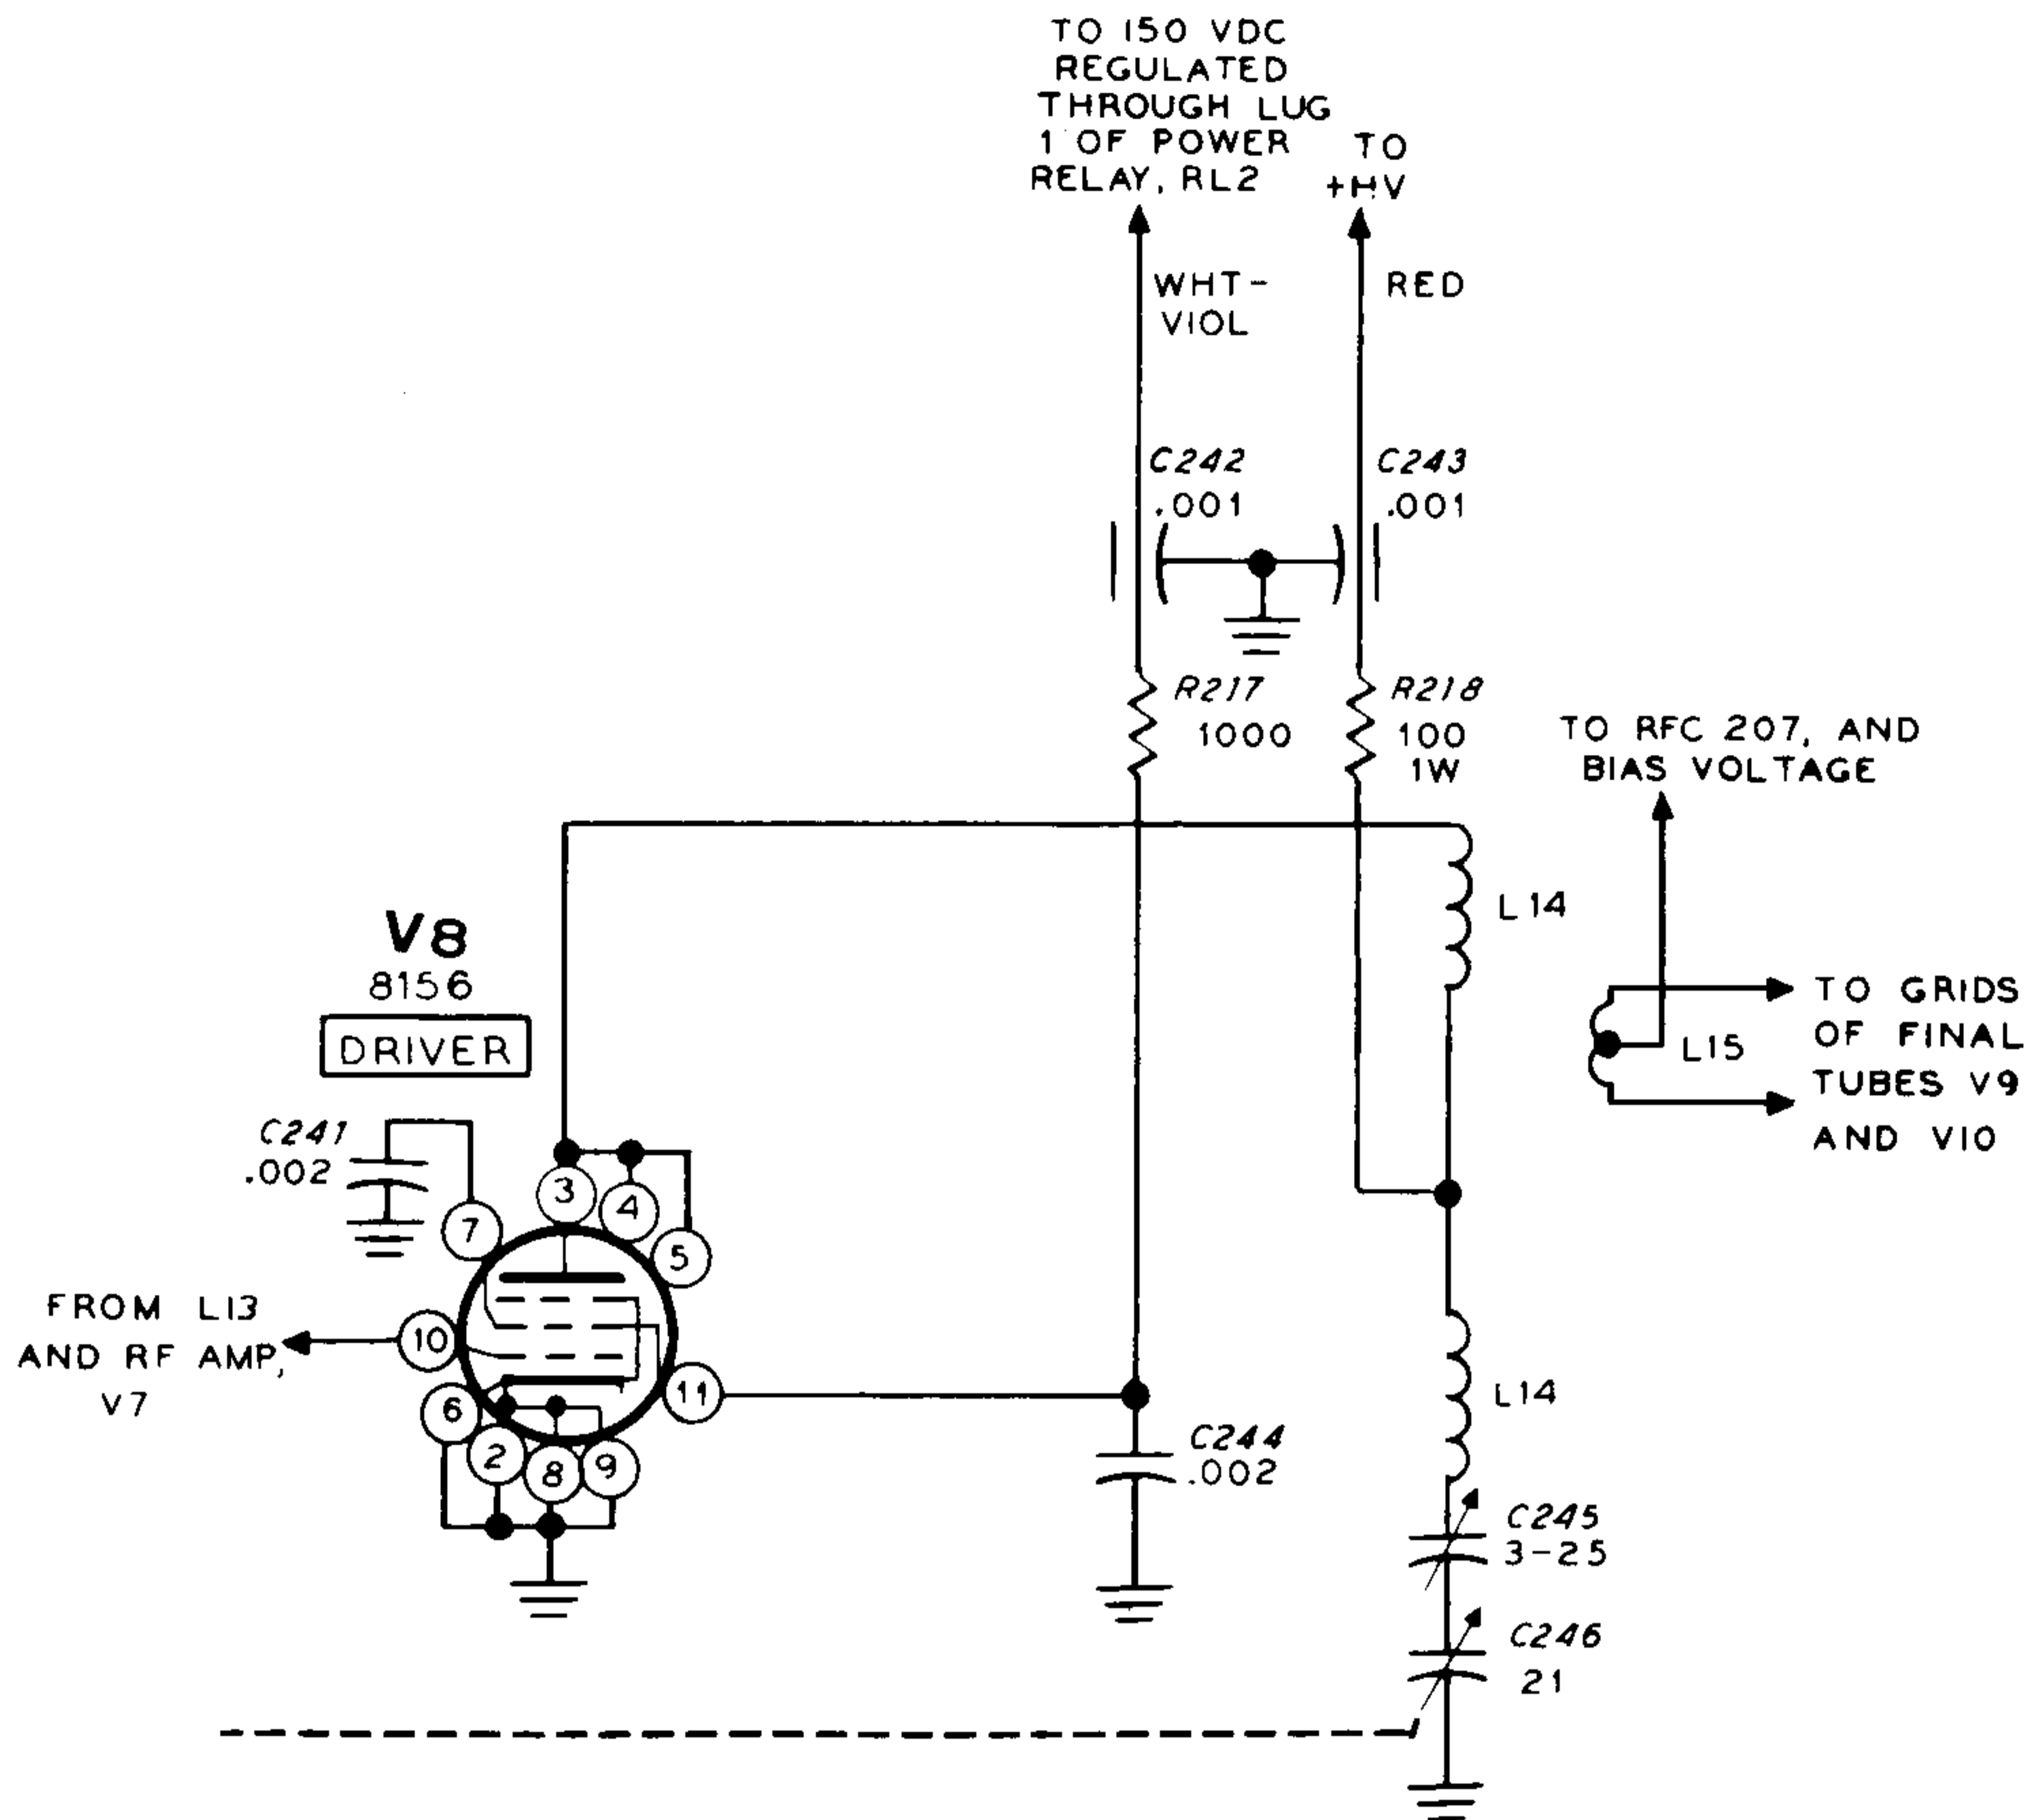 TO 150 VDC
REGULATED
THROUGH LUG
1 OF POWER
RELAY, RL2
TO
+HV
WHT-
VIOL
RED
C242
.001
C243
.001
R217
1000
R218
100
1W
TO RFC 207, AND
BIAS VOLTAGE
L14
V8
8156
DRIVER
TO GRIDS
OF FINAL
TUBES V9
AND V10
L15
C241
.002
3
4
5
7
FROM L13
AND RF AMP,
V7
10
11
6
2
8
9
L14
C244
.002
C245
3-25
C246
21